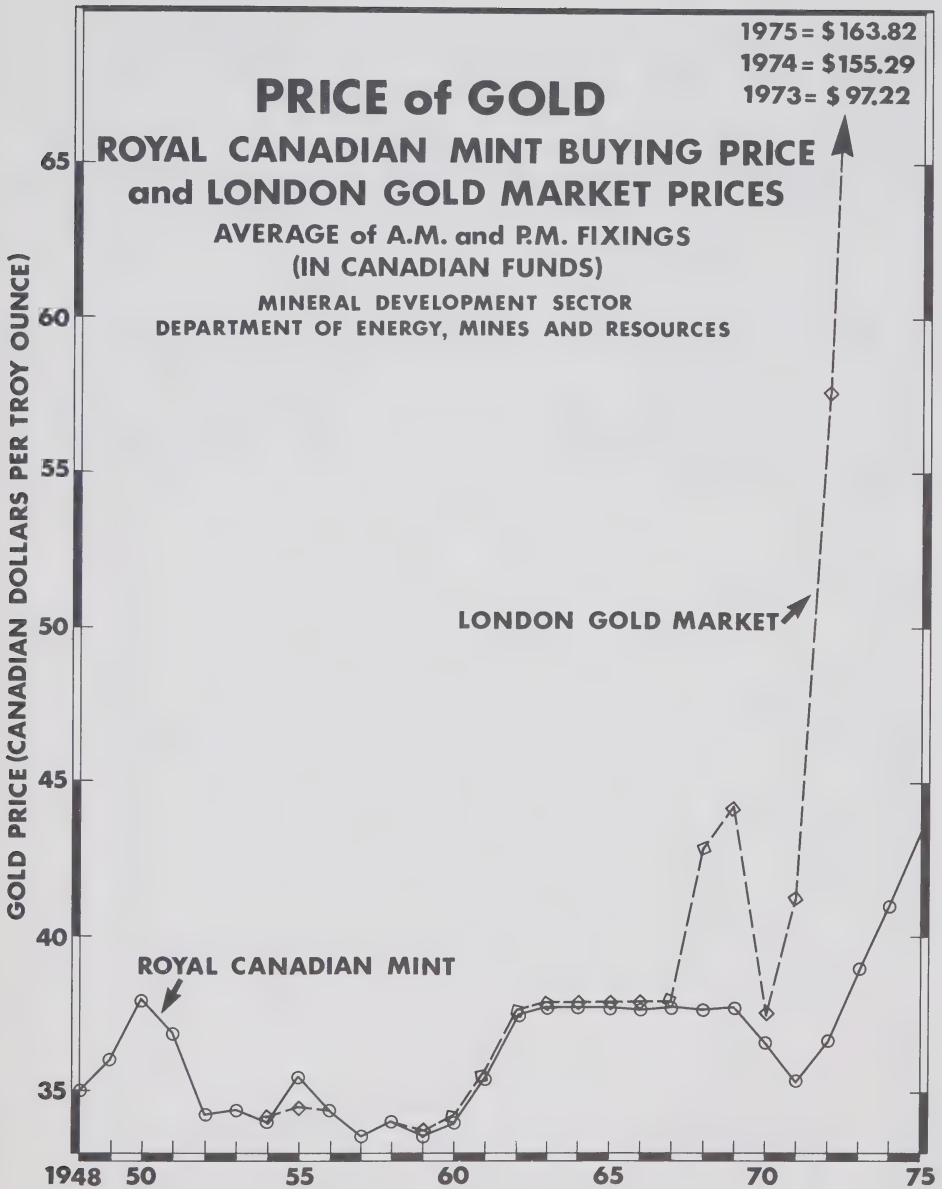 1975= $163.82
1974= $155.29
1973= $ 97.22
PRICE of GOLD
ROYAL CANADIAN MINT BUYING PRICE
and LONDON GOLD MARKET PRICES
AVERAGE of A.M. and P.M. FIXINGS
(IN CANADIAN FUNDS)
MINERAL DEVELOPMENT SECTOR
DEPARTMENT OF ENERGY, MINES AND RESOURCES
GOLD PRICE (CANADIAN DOLLARS PER TROY OUNCE)
65
60
55
50
45
40
35
LONDON GOLD MARKET
ROYAL CANADIAN MINT
1948 50 55 60 65 70 75